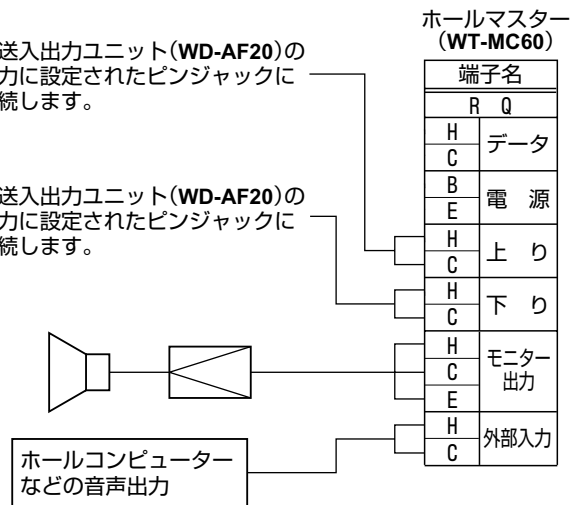 ホールマスター
（WT-MC60）
送入出力ユニット（WD-AF20）の
力に設定されたピンジャックに
続します。
送入出力ユニット（WD-AF20）の
力に設定されたピンジャックに
続します。
端子名
R Q
H
C
データ
B
E
電 源
H
C
上 り
H
C
下 り
H
C
E
モニター
出力
H
C
外部入力
ホールコンピューター
などの音声出力